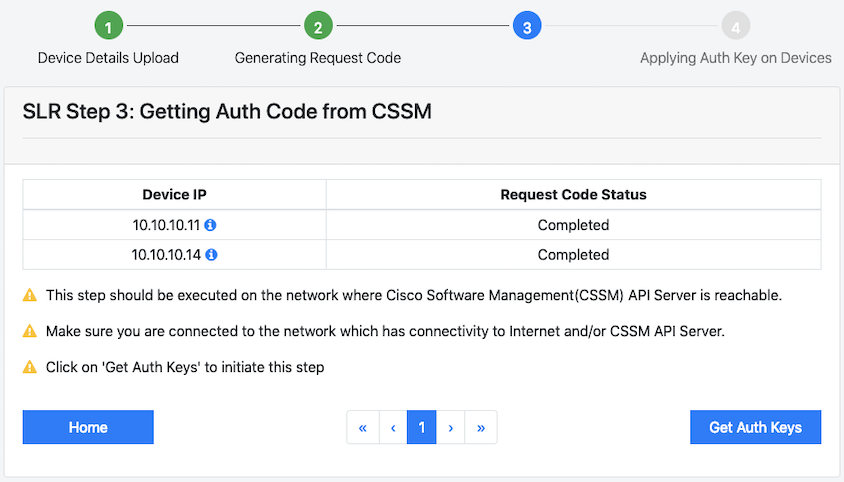 1 2 3 4
Device Details Upload Generating Request Code Applying Auth Key on Devices
SLR Step 3: Getting Auth Code from CSSM
Device IP Request Code Status
10.10.10.11 Completed
10.10.10.14 Completed
This step should be executed on the network where Cisco Software Management(CSSM) API Server is reachable.
Make sure you are connected to the network which has connectivity to Internet and/or CSSM API Server.
Click on 'Get Auth Keys' to initiate this step
Home « ‹ 1 › » Get Auth Keys